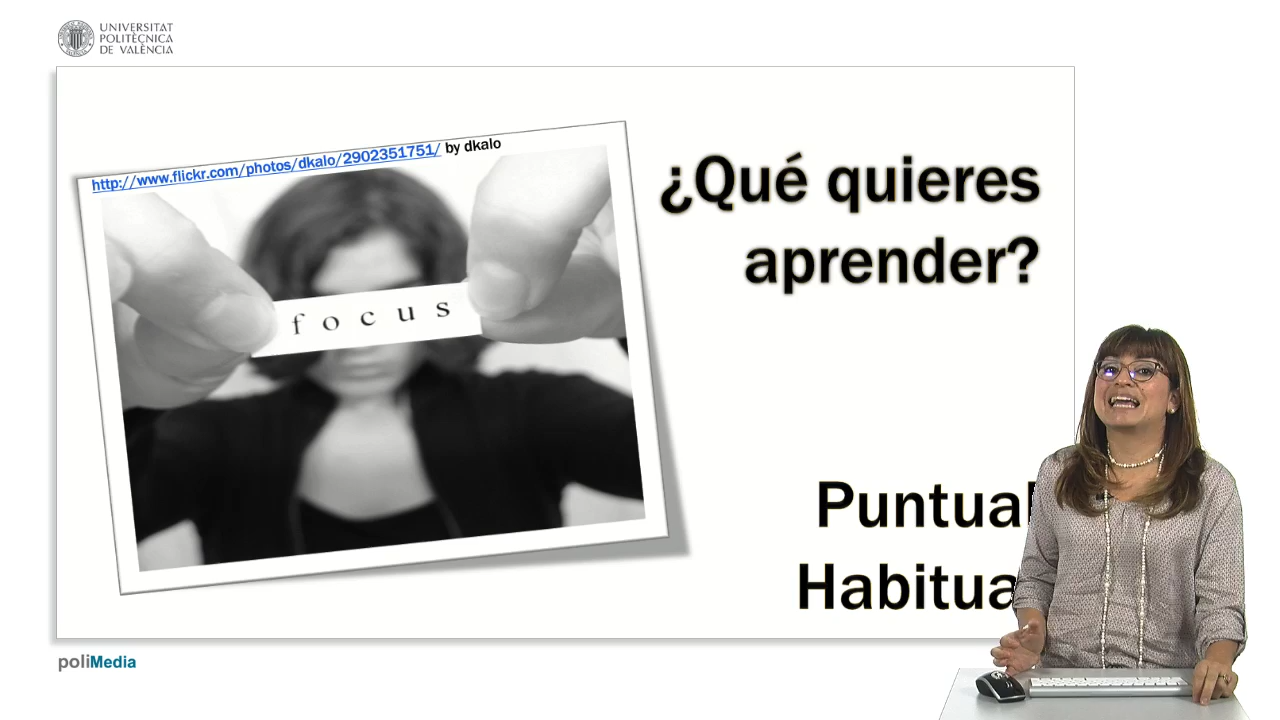 UNIVERSITAT
POLITÈCNICA
DE VALÈNCIA
http://www.flickr.com/photos/dkalo/2902351751/ by dkalo
¿Qué quieres
aprender?
focus
Puntual
Habitua
poliMedia